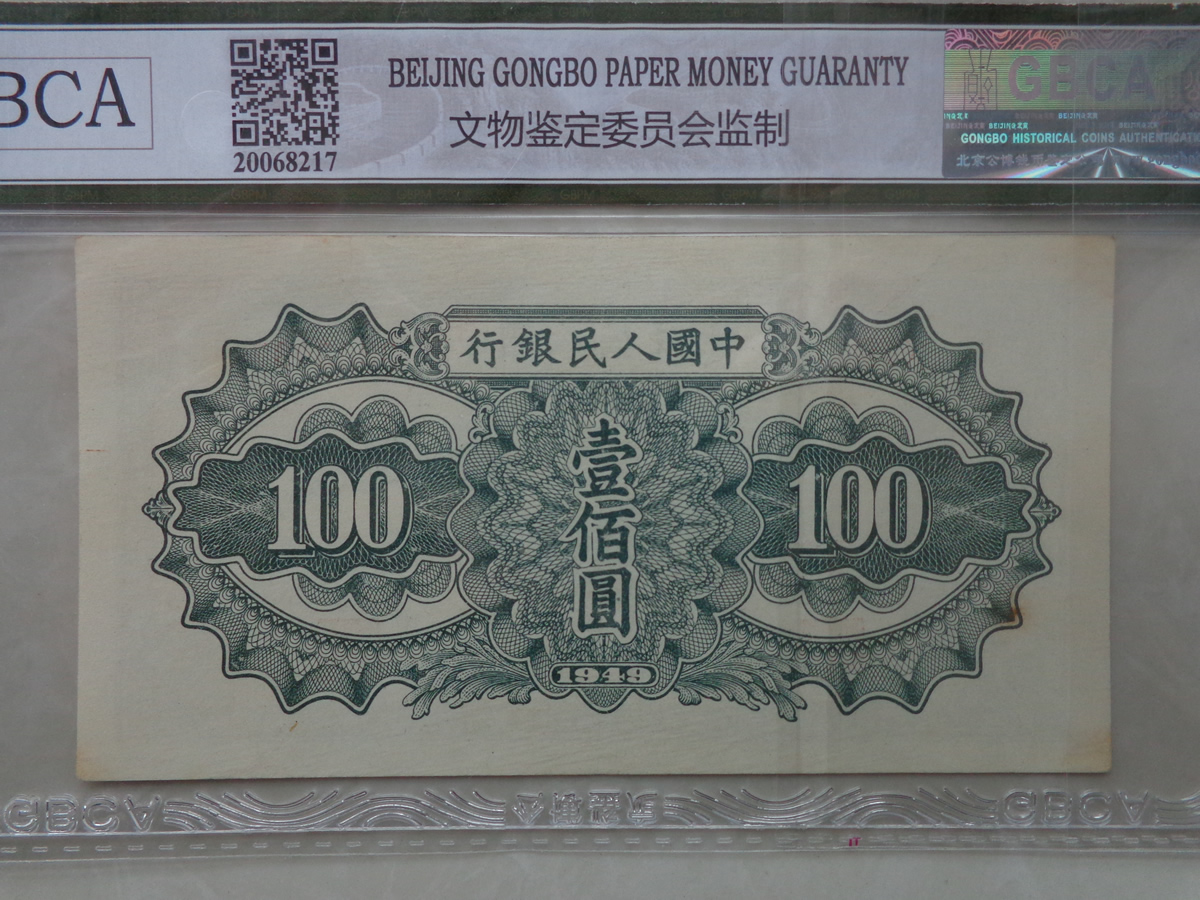 BCA
20068217
BEIJING GONGBO PAPER MONEY GUARANTY
文物鉴定委员会监制
GBCA
GONGBO HISTORICAL COINS AUTHENTICAT
行銀民人國中
100
壹佰圓
100
1949
GBCA
GBCA